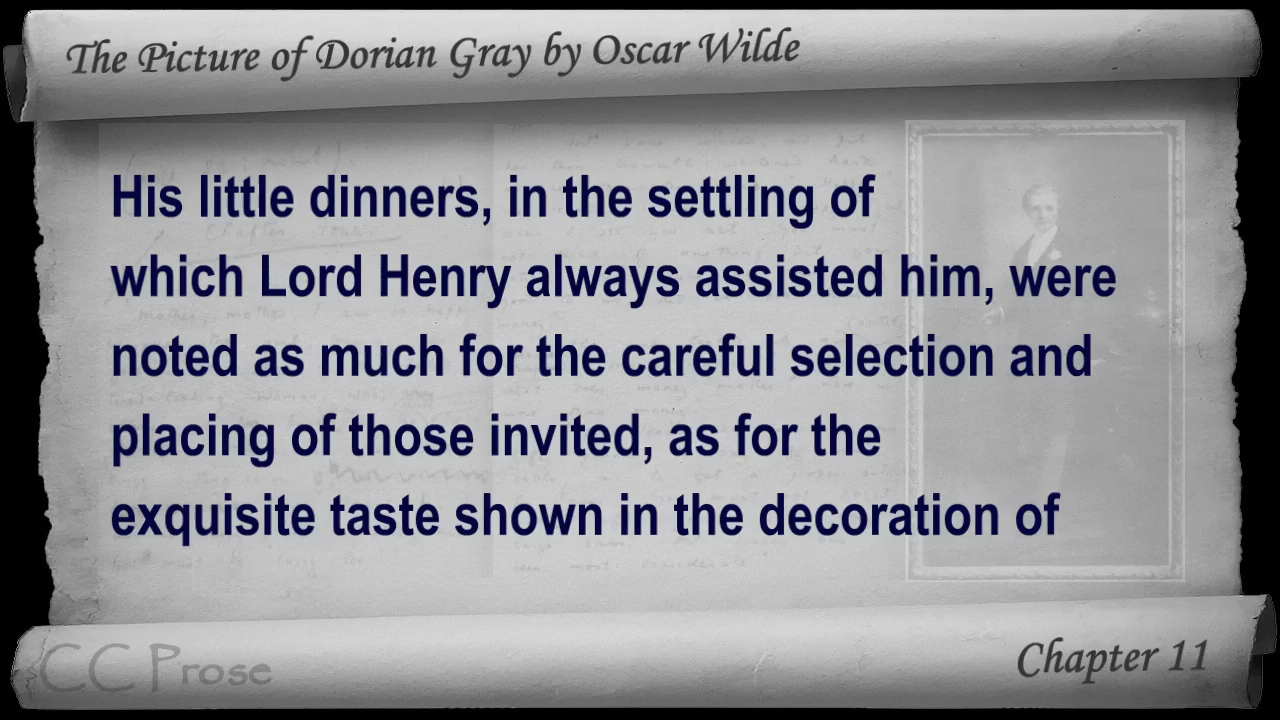 The Picture of Dorian Gray by Oscar Wilde
His little dinners, in the settling of
which Lord Henry always assisted him, were
noted as much for the careful selection and
placing of those invited, as for the
exquisite taste shown in the decoration of
CC Prose
Chapter 11